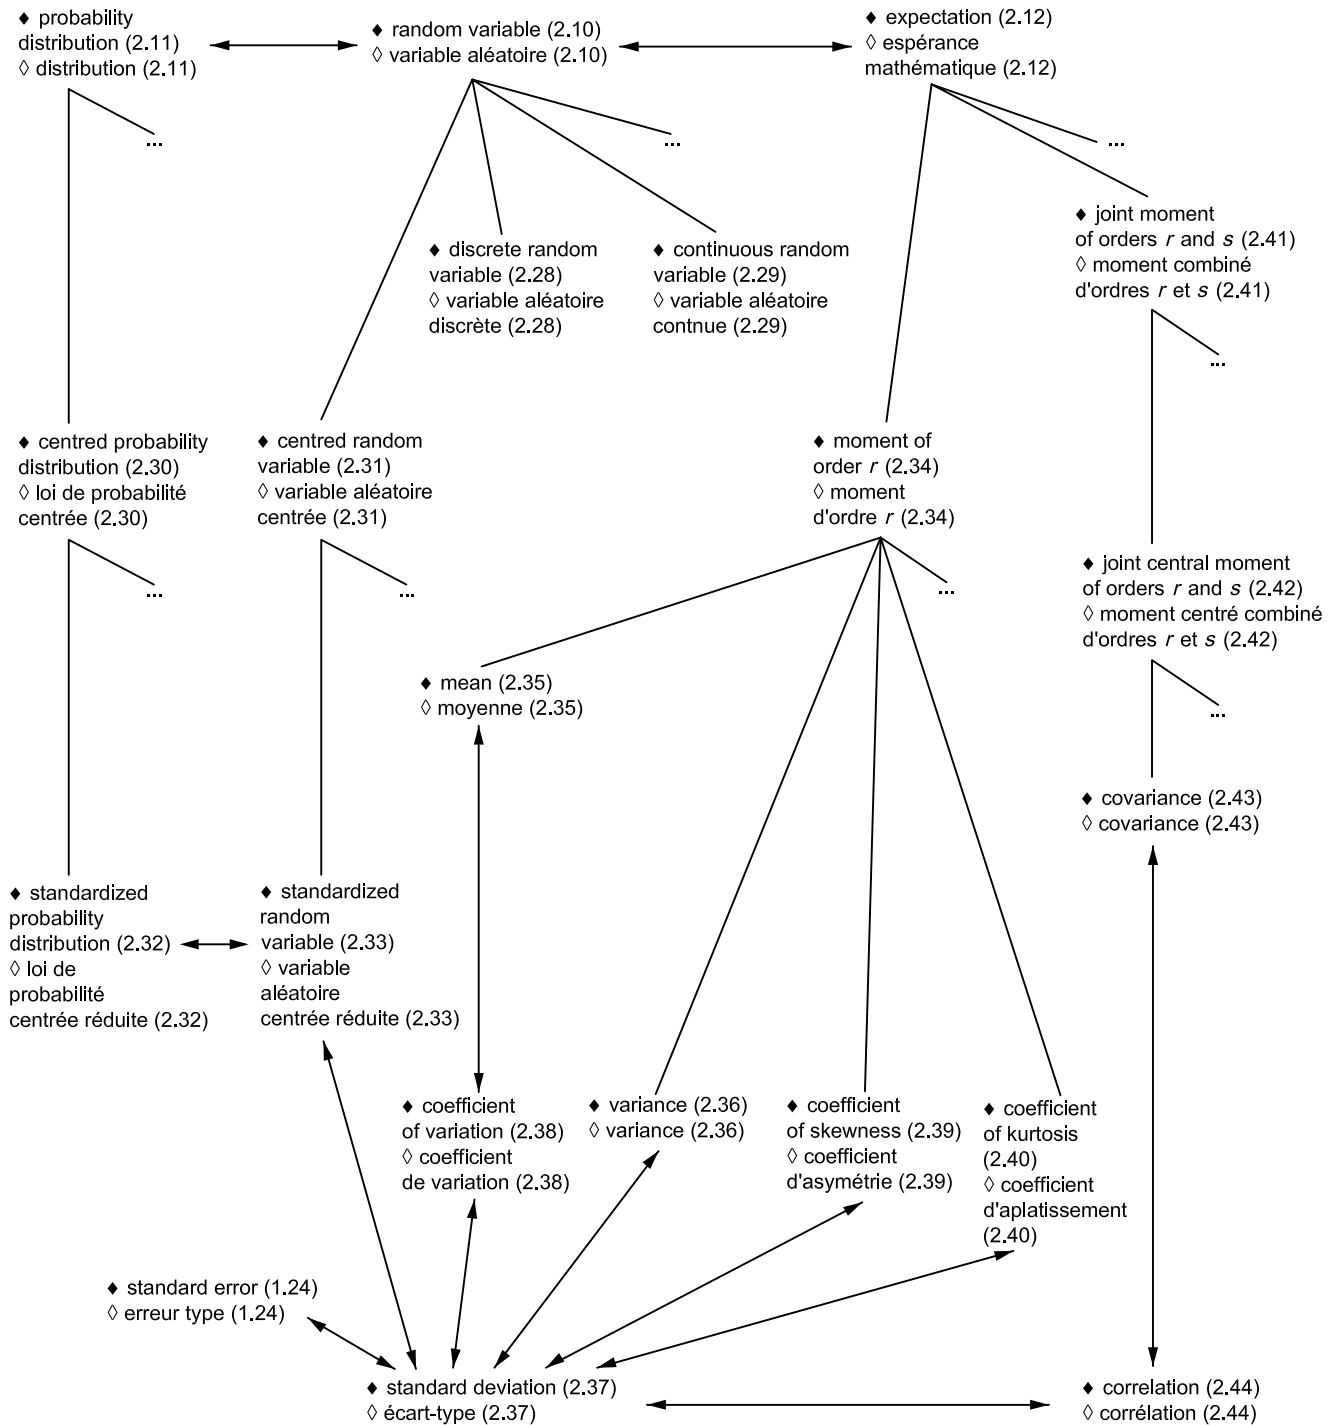 ♦ probability
distribution (2.11)
◊ distribution (2.11)
♦ random variable (2.10)
◊ variable aléatoire (2.10)
♦ expectation (2.12)
◊ espérance
mathématique (2.12)
...
...
...
♦ joint moment
of orders r and s (2.41)
◊ moment combiné
d'ordres r et s (2.41)
♦ discrete random
variable (2.28)
◊ variable aléatoire
discrète (2.28)
♦ continuous random
variable (2.29)
◊ variable aléatoire
contnue (2.29)
...
♦ centred probability
distribution (2.30)
◊ loi de probabilité
centrée (2.30)
♦ centred random
variable (2.31)
◊ variable aléatoire
centrée (2.31)
♦ moment of
order r (2.34)
◊ moment
d'ordre r (2.34)
...
...
...
♦ joint central moment
of orders r and s (2.42)
◊ moment centré combiné
d'ordres r et s (2.42)
♦ mean (2.35)
◊ moyenne (2.35)
...
♦ covariance (2.43)
◊ covariance (2.43)
♦ standardized
probability
distribution (2.32)
◊ loi de
probabilité
centrée réduite (2.32)
♦ standardized
random
variable (2.33)
◊ variable
aléatoire
centrée réduite (2.33)
♦ coefficient
of variation (2.38)
◊ coefficient
de variation (2.38)
♦ variance (2.36)
◊ variance (2.36)
♦ coefficient
of skewness (2.39)
◊ coefficient
d'asymétrie (2.39)
♦ coefficient
of kurtosis
(2.40)
◊ coefficient
d'aplatissement
(2.40)
♦ standard error (1.24)
◊ erreur type (1.24)
♦ standard deviation (2.37)
◊ écart-type (2.37)
♦ correlation (2.44)
◊ corrélation (2.44)